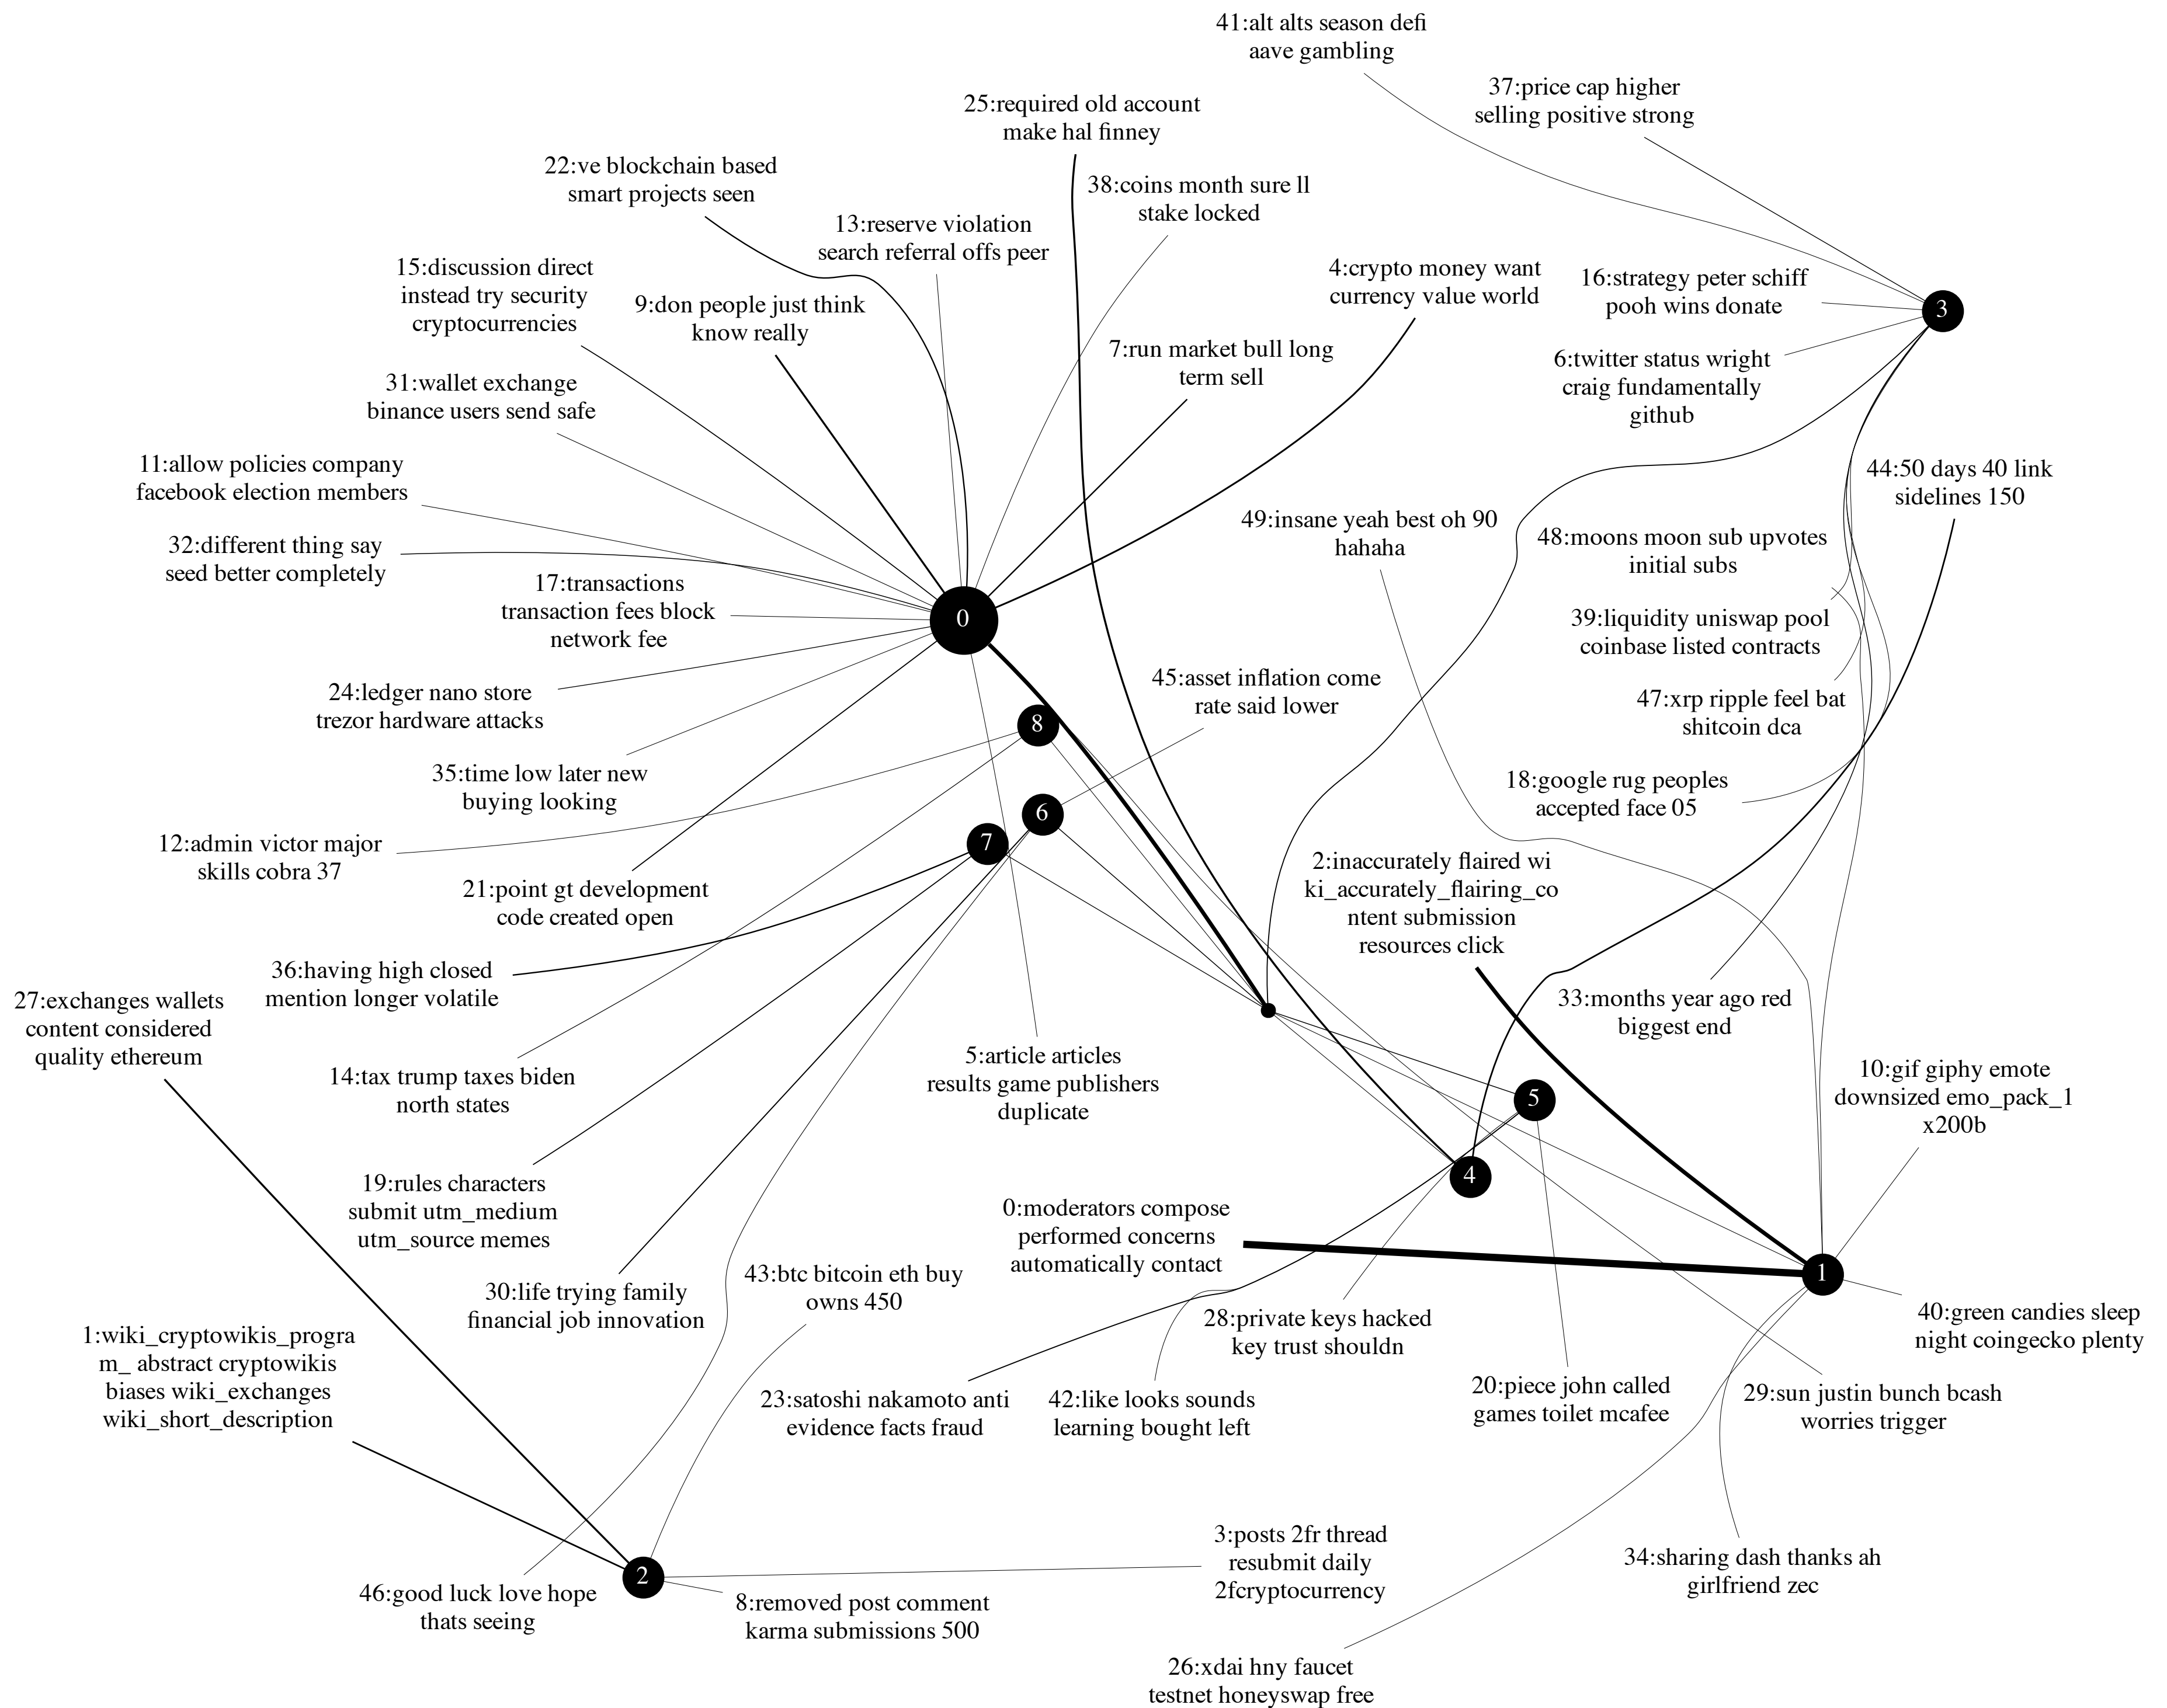 41:alt alts season defi
aave gambling
37:price cap higher
selling positive strong
25:required old account
make hal finney
22:ve blockchain based
smart projects seen
38:coins month sure ll
stake locked
13:reserve violation
search referral offs peer
15:discussion direct
instead try security
cryptocurrencies
4:crypto money want
currency value world
16:strategy peter schiff
pooh wins donate
3
9:don people just think
know really
7:run market bull long
term sell
6:twitter status wright
craig fundamentally
github
31:wallet exchange
binance users send safe
11:allow policies company
facebook election members
44:50 days 40 link
sidelines 150
49:insane yeah best oh 90
hahaha
48:moons moon sub upvotes
initial subs
32:different thing say
seed better completely
17:transactions
transaction fees block
network fee
0
39:liquidity uniswap pool
coinbase listed contracts
45:asset inflation come
rate said lower
24:ledger nano store
trezor hardware attacks
47:xrp ripple feel bat
shitcoin dca
8
35:time low later new
buying looking
18:google rug peoples
accepted face 05
6
7
12:admin victor major
skills cobra 37
2:inaccurately flaired wi
ki_accurately_flairing_co
ntent submission
resources click
21:point gt development
code created open
36:having high closed
mention longer volatile
27:exchanges wallets
content considered
quality ethereum
33:months year ago red
biggest end
5:article articles
results game publishers
duplicate
14:tax trump taxes biden
north states
10:gif giphy emote
downsized emo_pack_1
x200b
5
4
19:rules characters
submit utm_medium
utm_source memes
0:moderators compose
performed concerns
automatically contact
1
30:life trying family
financial job innovation
43:btc bitcoin eth buy
owns 450
28:private keys hacked
key trust shouldn
40:green candies sleep
night coingecko plenty
1:wiki_cryptowikis_progra
m_ abstract cryptowikis
biases wiki_exchanges
wiki_short_description
23:satoshi nakamoto anti
evidence facts fraud
42:like looks sounds
learning bought left
20:piece john called
games toilet mcafee
29:sun justin bunch bcash
worries trigger
3:posts 2fr thread
resubmit daily
2fcryptocurrency
34:sharing dash thanks ah
girlfriend zec
2
46:good luck love hope
thats seeing
8:removed post comment
karma submissions 500
26:xdai hny faucet
testnet honeyswap free